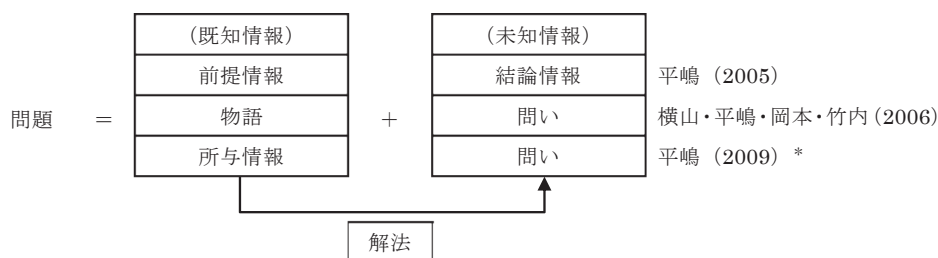 （既知情報） （未知情報）
前提情報 結論情報 平嶋（2005）
問題 ＝ 物語 ＋ 問い 横山・平嶋・岡本・竹内（2006）
所与情報 問い 平嶋（2009）*
解法